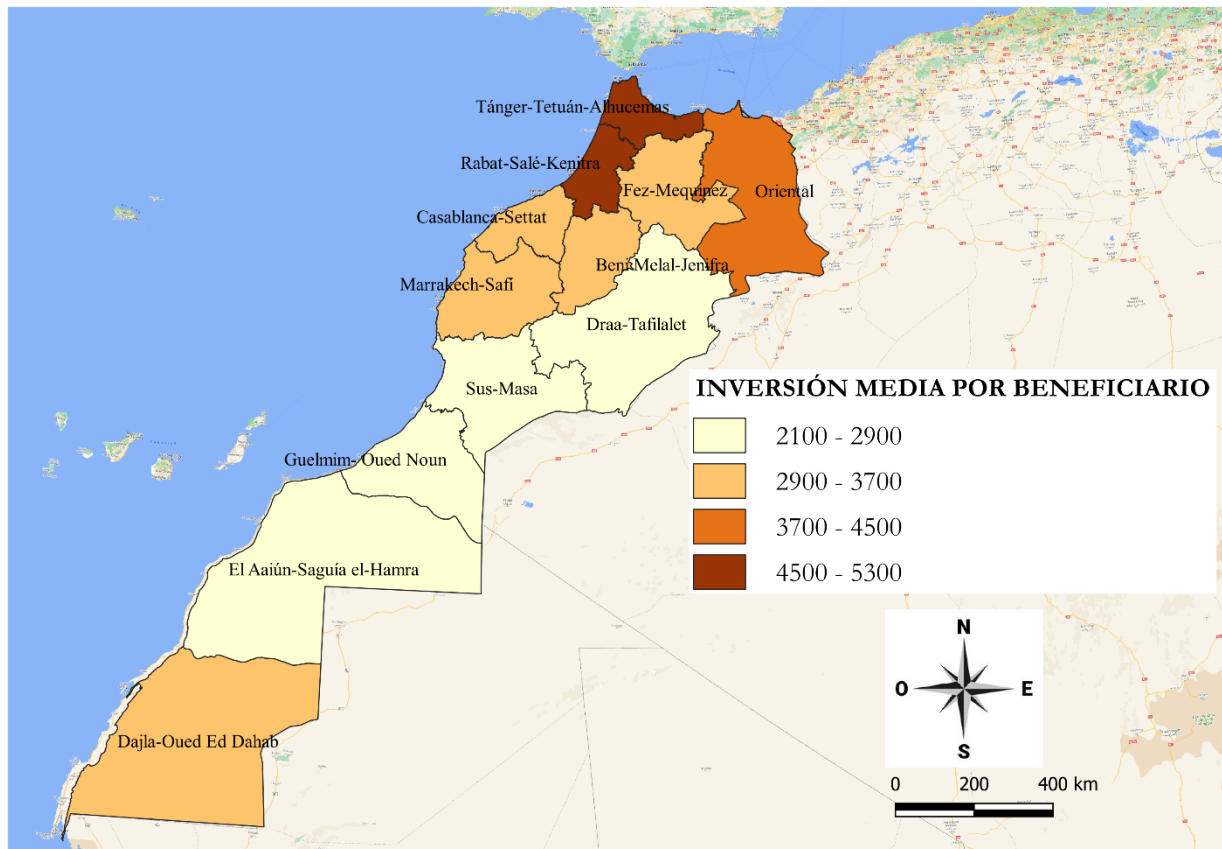 Tánger-Tetuán-Alhucemas
Rabat-Salé-Kenitra
Fez-Mequinez
Oriental
Casablanca-Settat
Beni Melal-Jenifra
Marrakech-Safi
Draa-Tafilalet
Sus-Masa
Guelmim- Oued Noun
El Aaiún-Saguía el-Hamra
Dajla-Oued Ed Dahab
INVERSIÓN MEDIA POR BENEFICIARIO
2100 - 2900
2900 - 3700
3700 - 4500
4500 - 5300
N
O
E
S
0 200 400 km